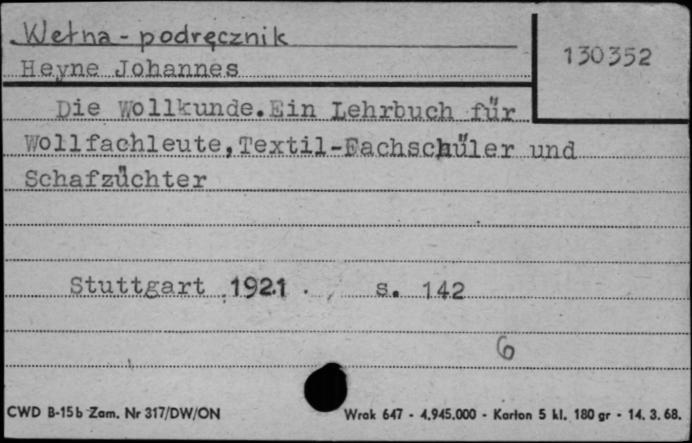 Wełna - podręcznik
130352
Heyne Johannes
Die Wollkunde.Ein Lehrbuch für
Wollfachleute,Textil-Fachschüler und
Schafzüchter
Stuttgart 1921 . s. 142
6
CWD B-15b Zam. Nr 317/DW/ON Wrak 647 - 4.945.000 - Karton 5 kl. 180 gr - 14. 3. 68.